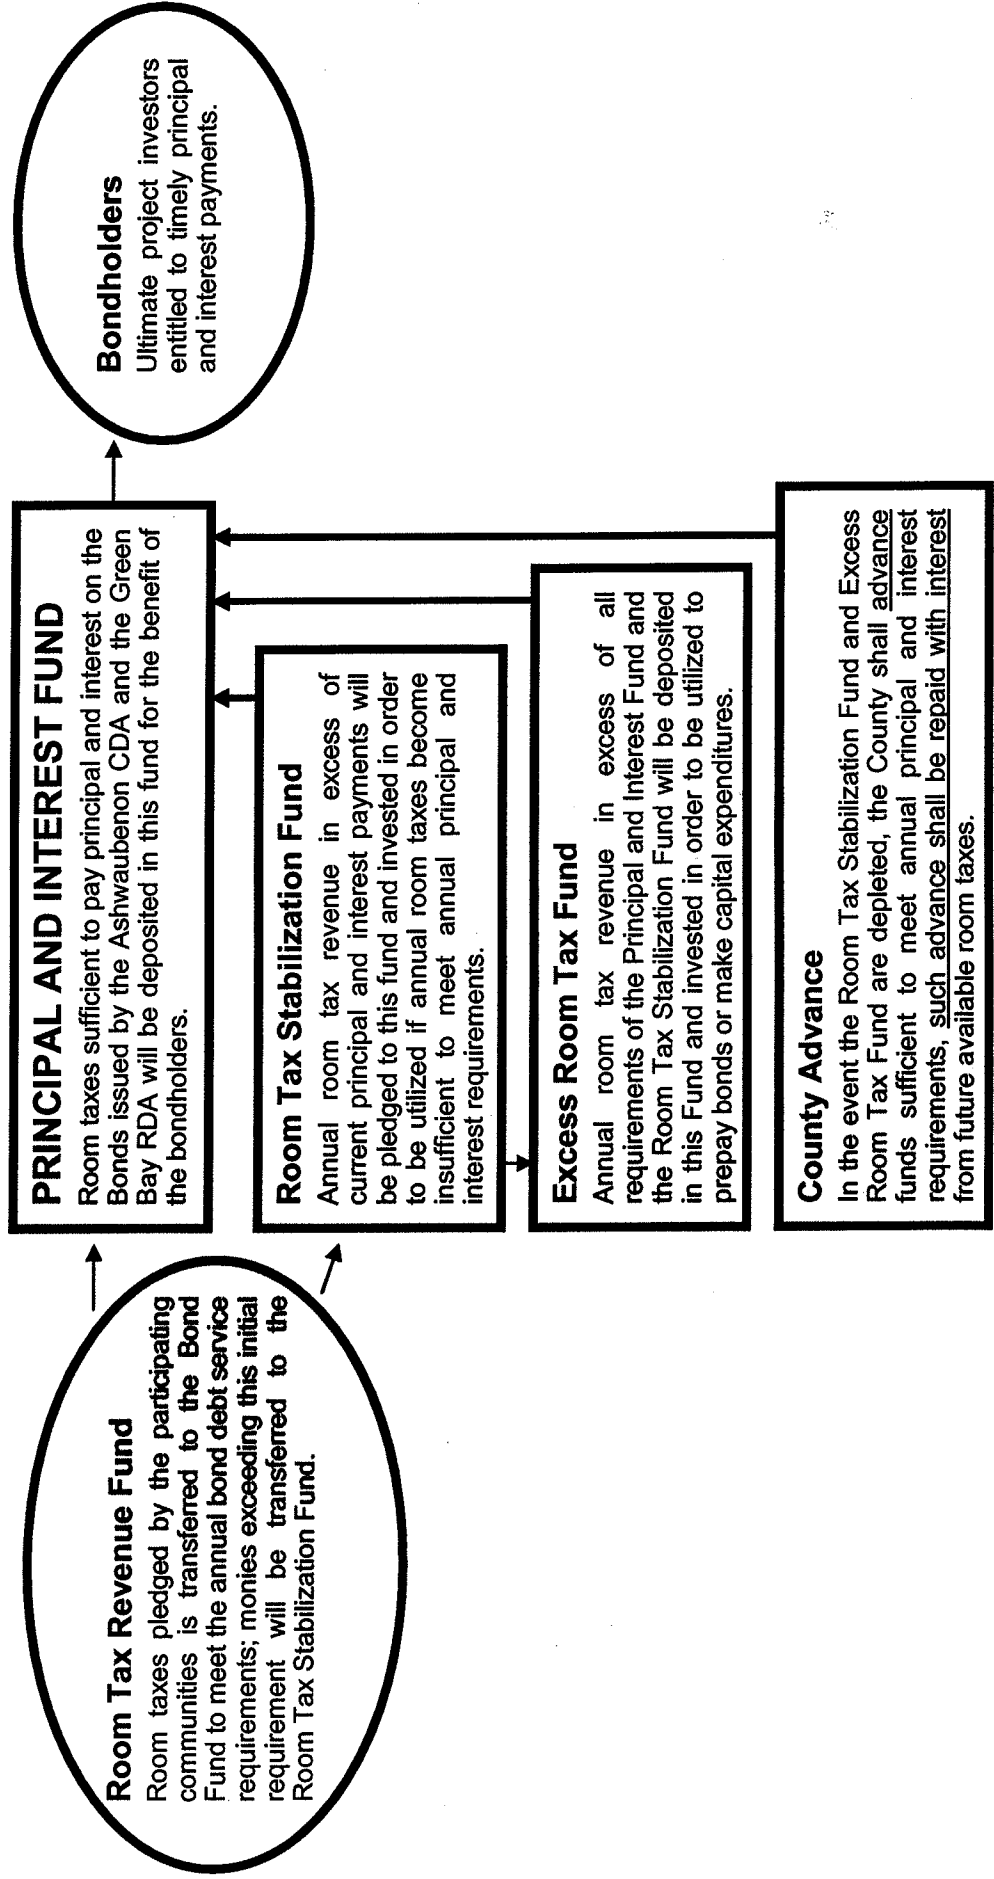 Room Tax Revenue Fund
Room taxes pledged by the participating
communities is transferred to the Bond
Fund to meet the annual bond debt service
requirements; monies exceeding this initial
requirement will be transferred to the
Room Tax Stabilization Fund.
PRINCIPAL AND INTEREST FUND
Room taxes sufficient to pay principal and interest on the
Bonds issued by the Ashwaubenon CDA and the Green
Bay RDA will be deposited in this fund for the benefit of
the bondholders.
Bondholders
Ultimate project investors
entitled to timely principal
and interest payments.
Room Tax Stabilization Fund
Annual room tax revenue in excess of
current principal and interest payments will
be pledged to this fund and invested in order
to be utilized if annual room taxes become
insufficient to meet annual principal and
interest requirements.
Excess Room Tax Fund
Annual room tax revenue in excess of all
requirements of the Principal and Interest Fund and
the Room Tax Stabilization Fund will be deposited
in this Fund and invested in order to be utilized to
prepay bonds or make capital expenditures.
County Advance
In the event the Room Tax Stabilization Fund and Excess
Room Tax Fund are depleted, the County shall advance
funds sufficient to meet annual principal and interest
requirements, such advance shall be repaid with interest
from future available room taxes.